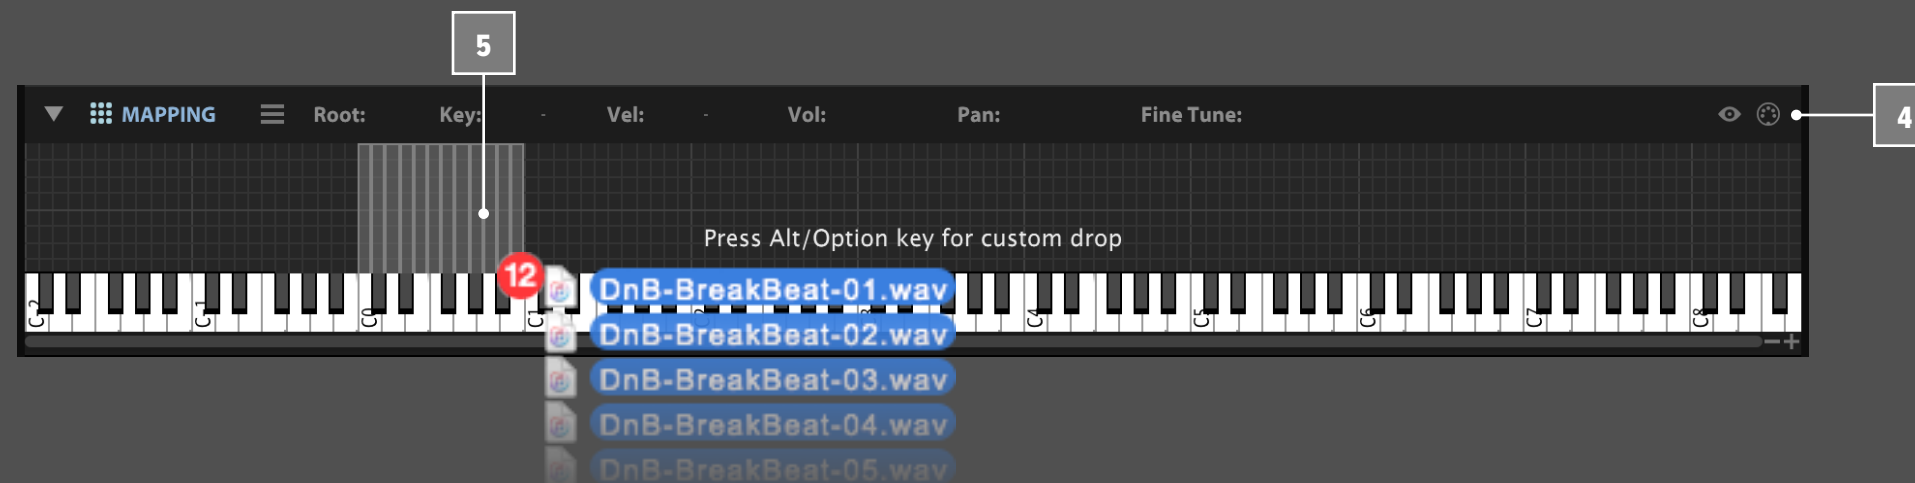 5
MAPPING Root: Key: - Vel: - Vol: Pan: Fine Tune:
4
Press Alt/Option key for custom drop
12
DnB-BreakBeat-01.wav
C-2 C-1 C0 C1 C4 C5 C6 C7 C8
DnB-BreakBeat-02.wav
DnB-BreakBeat-03.wav
DnB-BreakBeat-04.wav
DnB-BreakBeat-05.wav